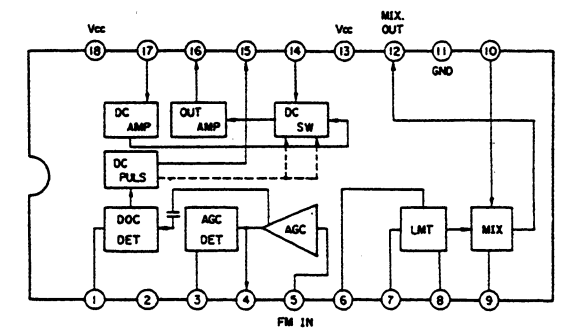 Vcc Vcc MIX. OUT
18 17 16 15 14 13 12 11 10
GND
DC AMP
OUT AMP
DC SW
DC PULS
DOC DET
AGC DET
AGC
LMT
MIX
1 2 3 4 5 6 7 8 9
FM IN